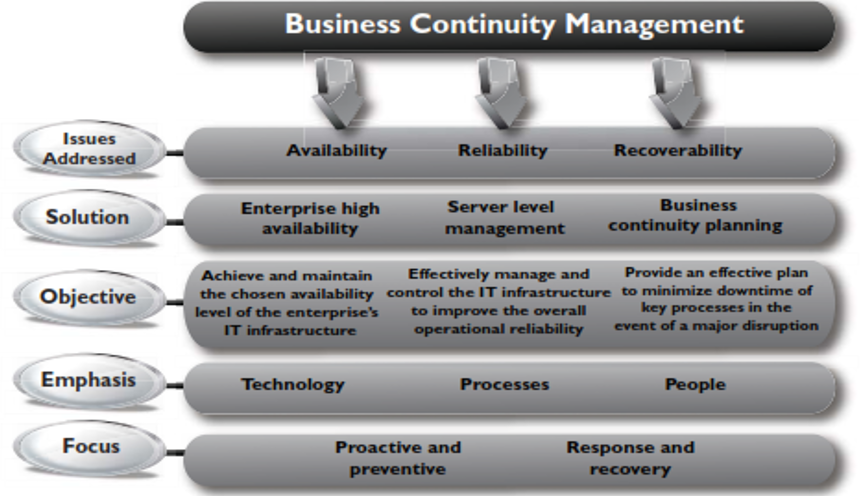 Business Continuity Management
Issues
Addressed
Availability
Reliability
Recoverability
Solution
Enterprise high
availability
Server level
management
Business
continuity planning
Objective
Achieve and maintain
the chosen availability
level of the enterprise's
IT infrastructure
Effectively manage and
control the IT infrastructure
to improve the overall
operational reliability
Provide an effective plan
to minimize downtime of
key processes in the
event of a major disruption
Emphasis
Technology
Processes
People
Focus
Proactive and
preventive
Response and
recovery